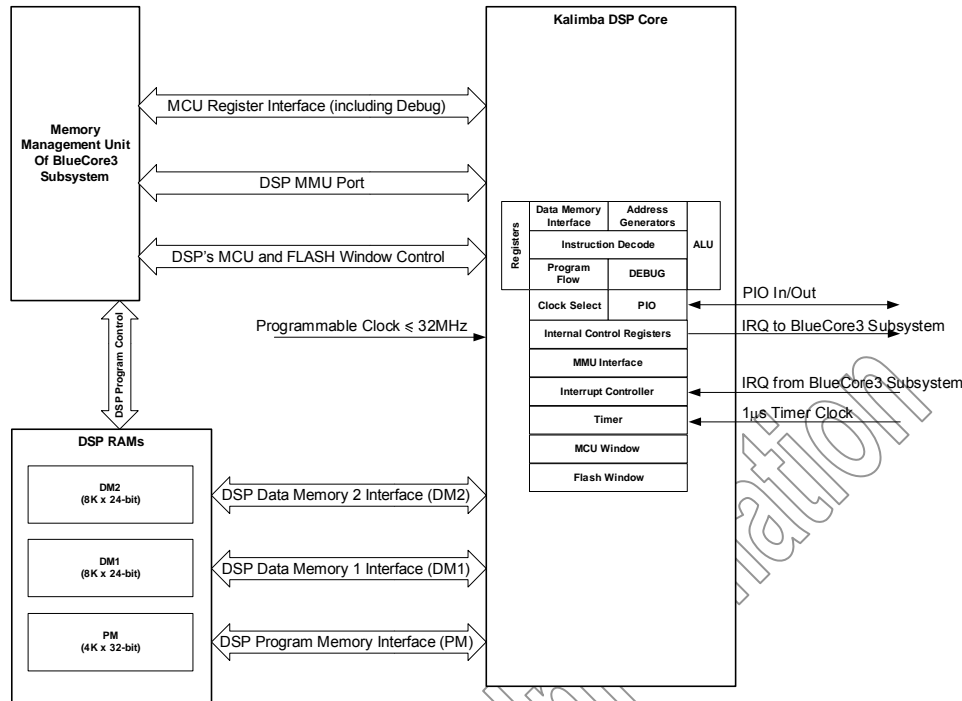 Kalimba DSP Core
Memory
Management Unit
Of BlueCore3
Subsystem
MCU Register Interface (including Debug)
DSP MMU Port
DSP's MCU and FLASH Window Control
Programmable Clock ⩽ 32MHz
DSP Program Control
Registers
Data Memory
Interface
Address
Generators
ALU
Instruction Decode
Program
Flow
DEBUG
Clock Select
PIO
Internal Control Registers
MMU Interface
Interrupt Controller
Timer
MCU Window
Flash Window
PIO In/Out
IRQ to BlueCore3 Subsystem
IRQ from BlueCore3 Subsystem
1μs Timer Clock
DSP RAMs
DM2
(8K x 24-bit)
DM1
(8K x 24-bit)
PM
(4K x 32-bit)
DSP Data Memory 2 Interface (DM2)
DSP Data Memory 1 Interface (DM1)
DSP Program Memory Interface (PM)